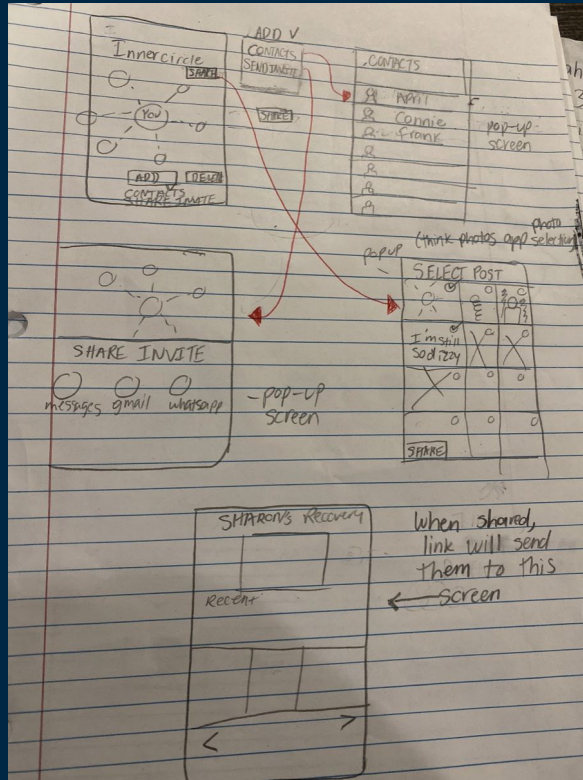 Innercircle
SHARE
YOU
ADD
CONTACTS
SHARE INVITE
ADD V
CONTACTS
SEND INVITE
SHARE
CONTACTS
April
Connie
Frank
pop-up
screen
photo
(think photos app selection)
popup
SELECT POST
I'm still
So dizzy
SHARE
SHARE INVITE
messages gmail whatsapp
-pop-up
screen
SHARON's Recovery
Recent
When shared,
link will send
them to this
screen